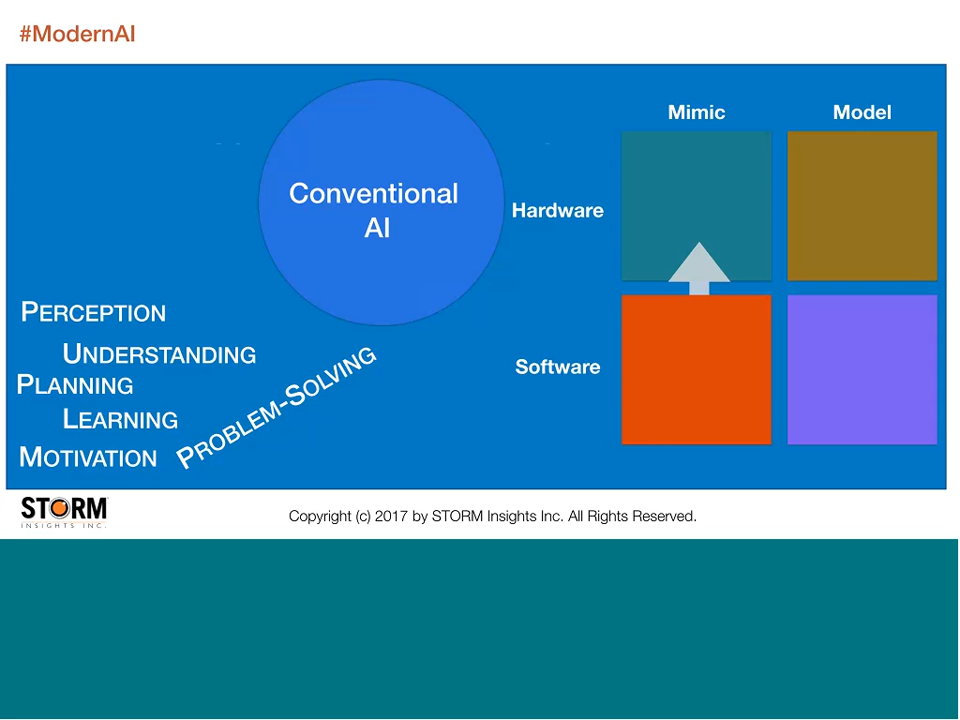 #ModernAI
Mimic
Model
Conventional
AI
Hardware
PERCEPTION
UNDERSTANDING
PLANNING
LEARNING
MOTIVATION
PROBLEM-SOLVING
Software
STORM
INSIGHTS INC.
Copyright (c) 2017 by STORM Insights Inc. All Rights Reserved.